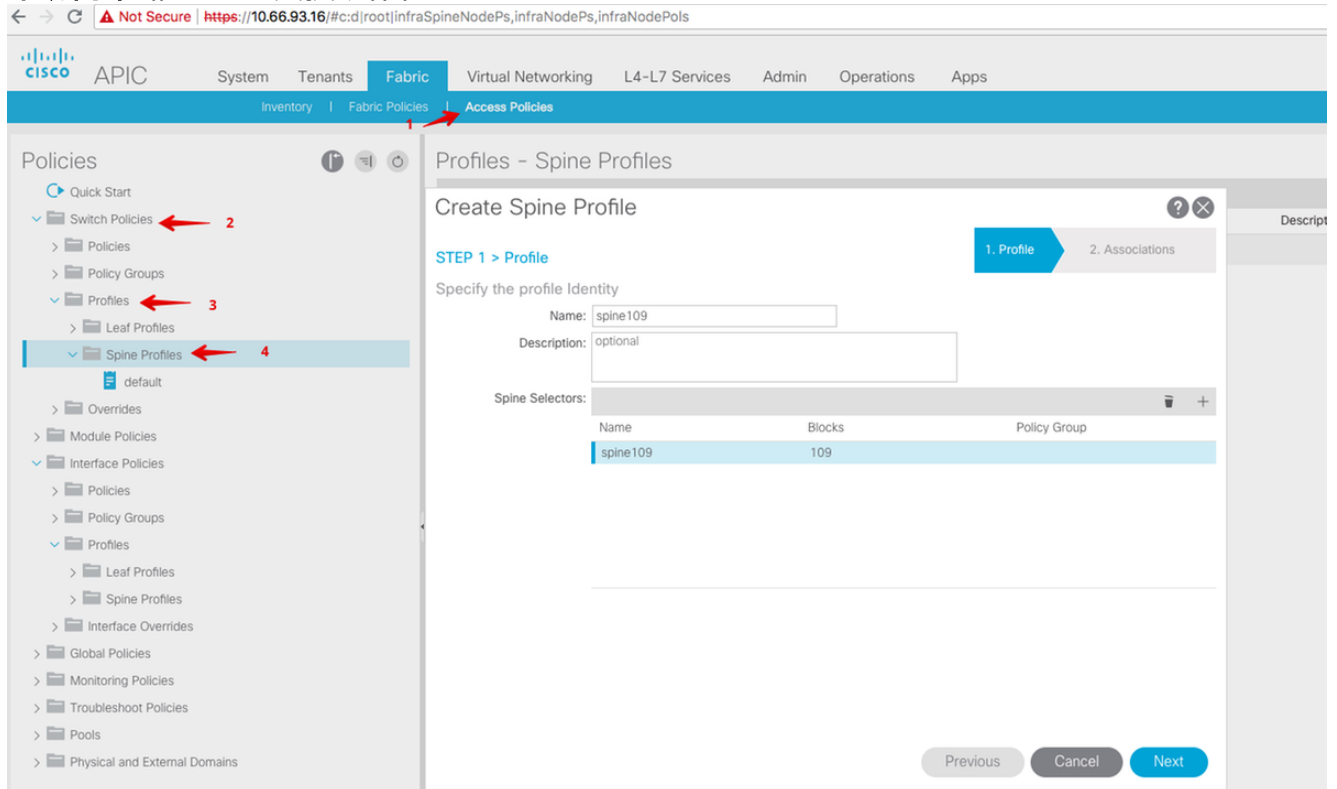 Not Secure | https://10.66.93.16/#c:d|root|infraSpineNodePs,infraNodePs,infraNodePols
CISCO APIC System Tenants Fabric Virtual Networking L4-L7 Services Admin Operations Apps
Inventory | Fabric Policies | Access Policies
1
Policies
Quick Start
Switch Policies 2
Policies
Policy Groups
Profiles 3
Leaf Profiles
Spine Profiles 4
default
Overrides
Module Policies
Interface Policies
Policies
Policy Groups
Profiles
Leaf Profiles
Spine Profiles
Interface Overrides
Global Policies
Monitoring Policies
Troubleshoot Policies
Pools
Physical and External Domains
Profiles - Spine Profiles
Descript
Create Spine Profile
STEP 1 > Profile
1. Profile 2. Associations
Specify the profile Identity
Name: spine109
Description: optional
Spine Selectors:
Name Blocks Policy Group
spine109 109
Previous Cancel Next